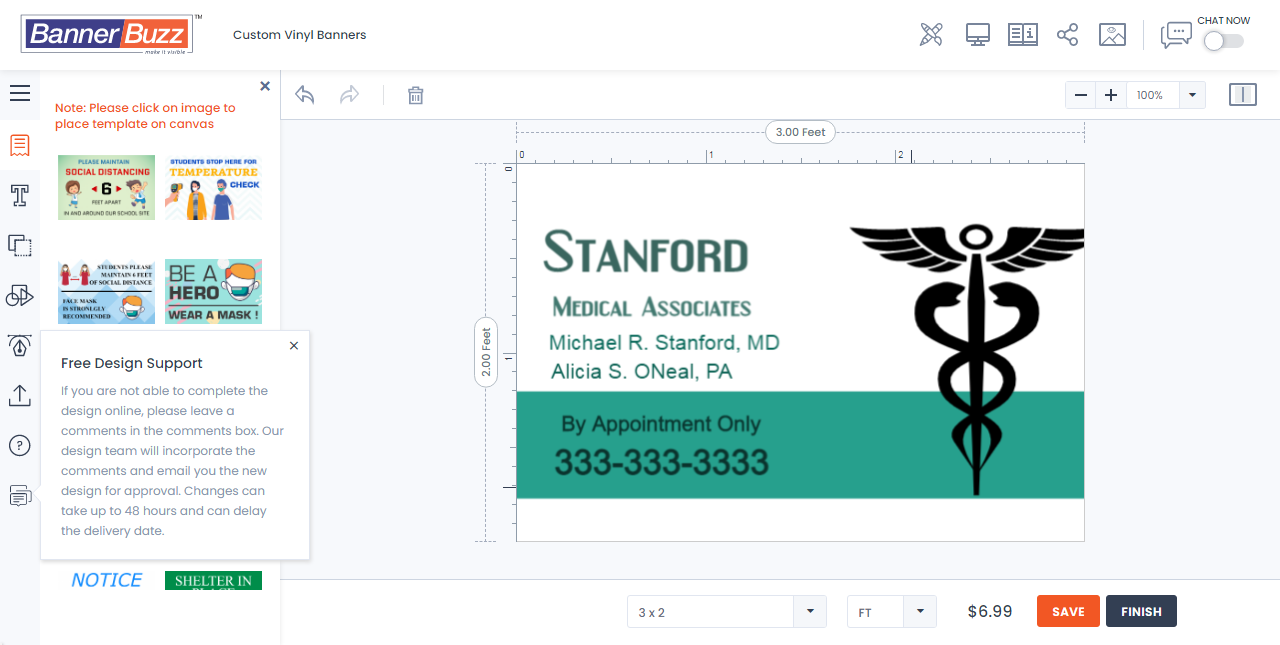 BannerBuzz™
make it visible
Custom Vinyl Banners
CHAT NOW
Note: Please click on image to
place template on canvas
PLEASE MAINTAIN
SOCIAL DISTANCING
6
FEET APART
IN AND AROUND OUR SCHOOL SITE
STUDENTS STOP HERE FOR
TEMPERATURE
CHECK
STUDENTS PLEASE
MAINTAIN 6 FEET
OF SOCIAL DISTANCE
FACE MASK
IS STRONLGLY
RECOMMENDED
BE A
HERO
WEAR A MASK !
Free Design Support
If you are not able to complete the
design online, please leave a
comments in the comments box. Our
design team will incorporate the
comments and email you the new
design for approval. Changes can
take up to 48 hours and can delay
the delivery date.
NOTICE
SHELTER IN
PLACE
100%
3.00 Feet
0
1
2
0
1
2.00 Feet
STANFORD
MEDICAL ASSOCIATES
Michael R. Stanford, MD
Alicia S. ONeal, PA
By Appointment Only
333-333-3333
3 x 2
FT
$6.99
SAVE
FINISH